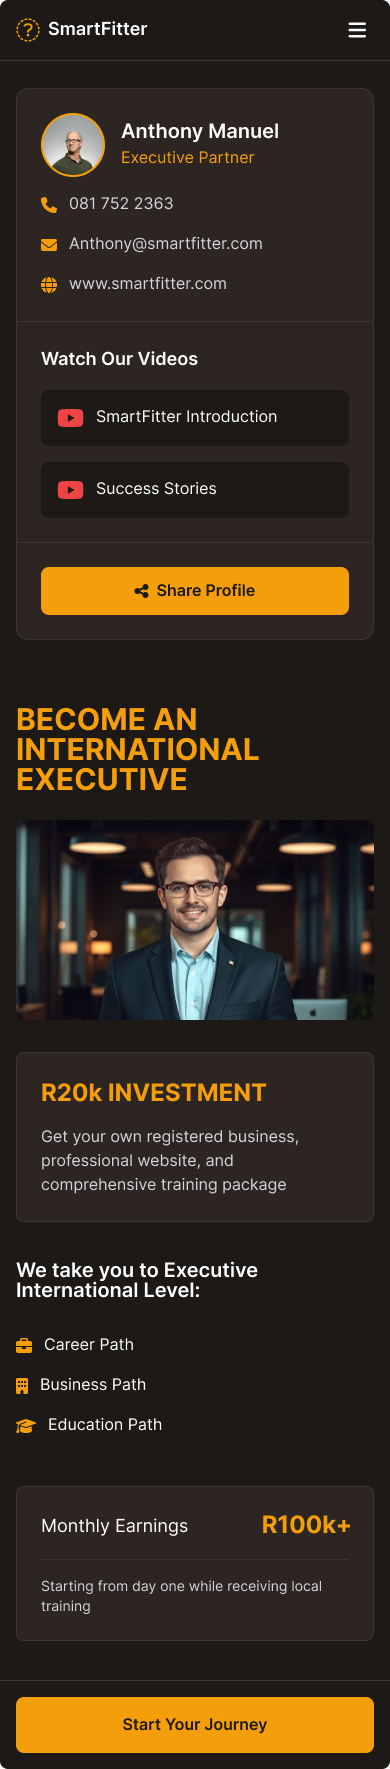 SmartFitter
Anthony Manuel
Executive Partner
081 752 2363
Anthony@smartfitter.com
www.smartfitter.com
Watch Our Videos
SmartFitter Introduction
Success Stories
Share Profile
BECOME AN
INTERNATIONAL
EXECUTIVE
R20k INVESTMENT
Get your own registered business,
professional website, and
comprehensive training package
We take you to Executive
International Level:
Career Path
Business Path
Education Path
Monthly Earnings R100k+
Starting from day one while receiving local
training
Start Your Journey